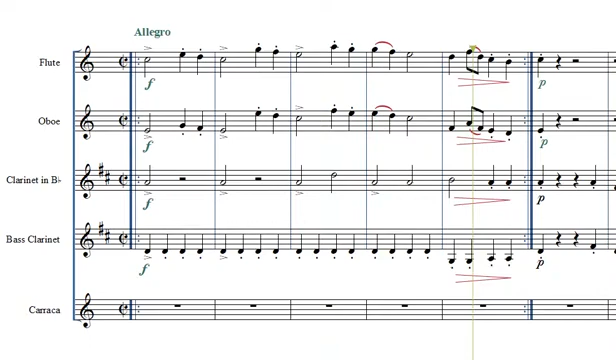 Allegro
Flute
f
p
Oboe
f
p
Clarinet in B♭
f
p
Bass Clarinet
f
p
Carraca